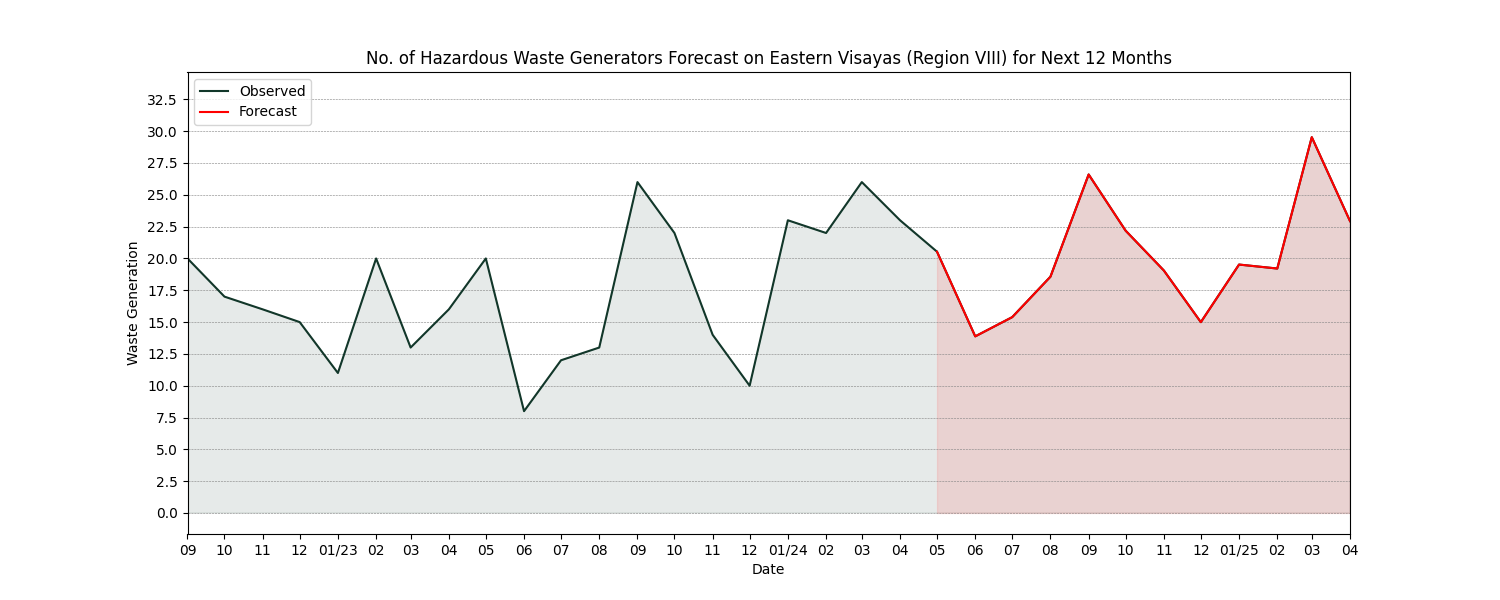 No. of Hazardous Waste Generators Forecast on Eastern Visayas (Region VIII) for Next 12 Months
Observed
Forecast
32.5
30.0
27.5
25.0
22.5
20.0
17.5
15.0
12.5
10.0
7.5
5.0
2.5
0.0
Waste Generation
09 10 11 12 01/23 02 03 04 05 06 07 08 09 10 11 12 01/24 02 03 04 05 06 07 08 09 10 11 12 01/25 02 03 04
Date